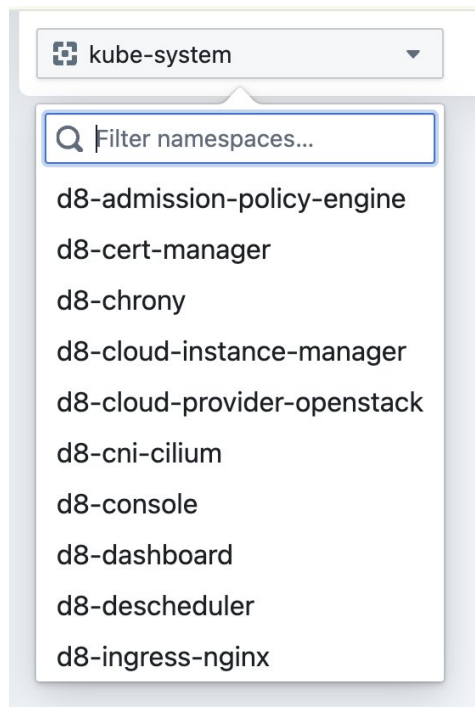 kube-system
Filter namespaces...
d8-admission-policy-engine
d8-cert-manager
d8-chrony
d8-cloud-instance-manager
d8-cloud-provider-openstack
d8-cni-cilium
d8-console
d8-dashboard
d8-descheduler
d8-ingress-nginx